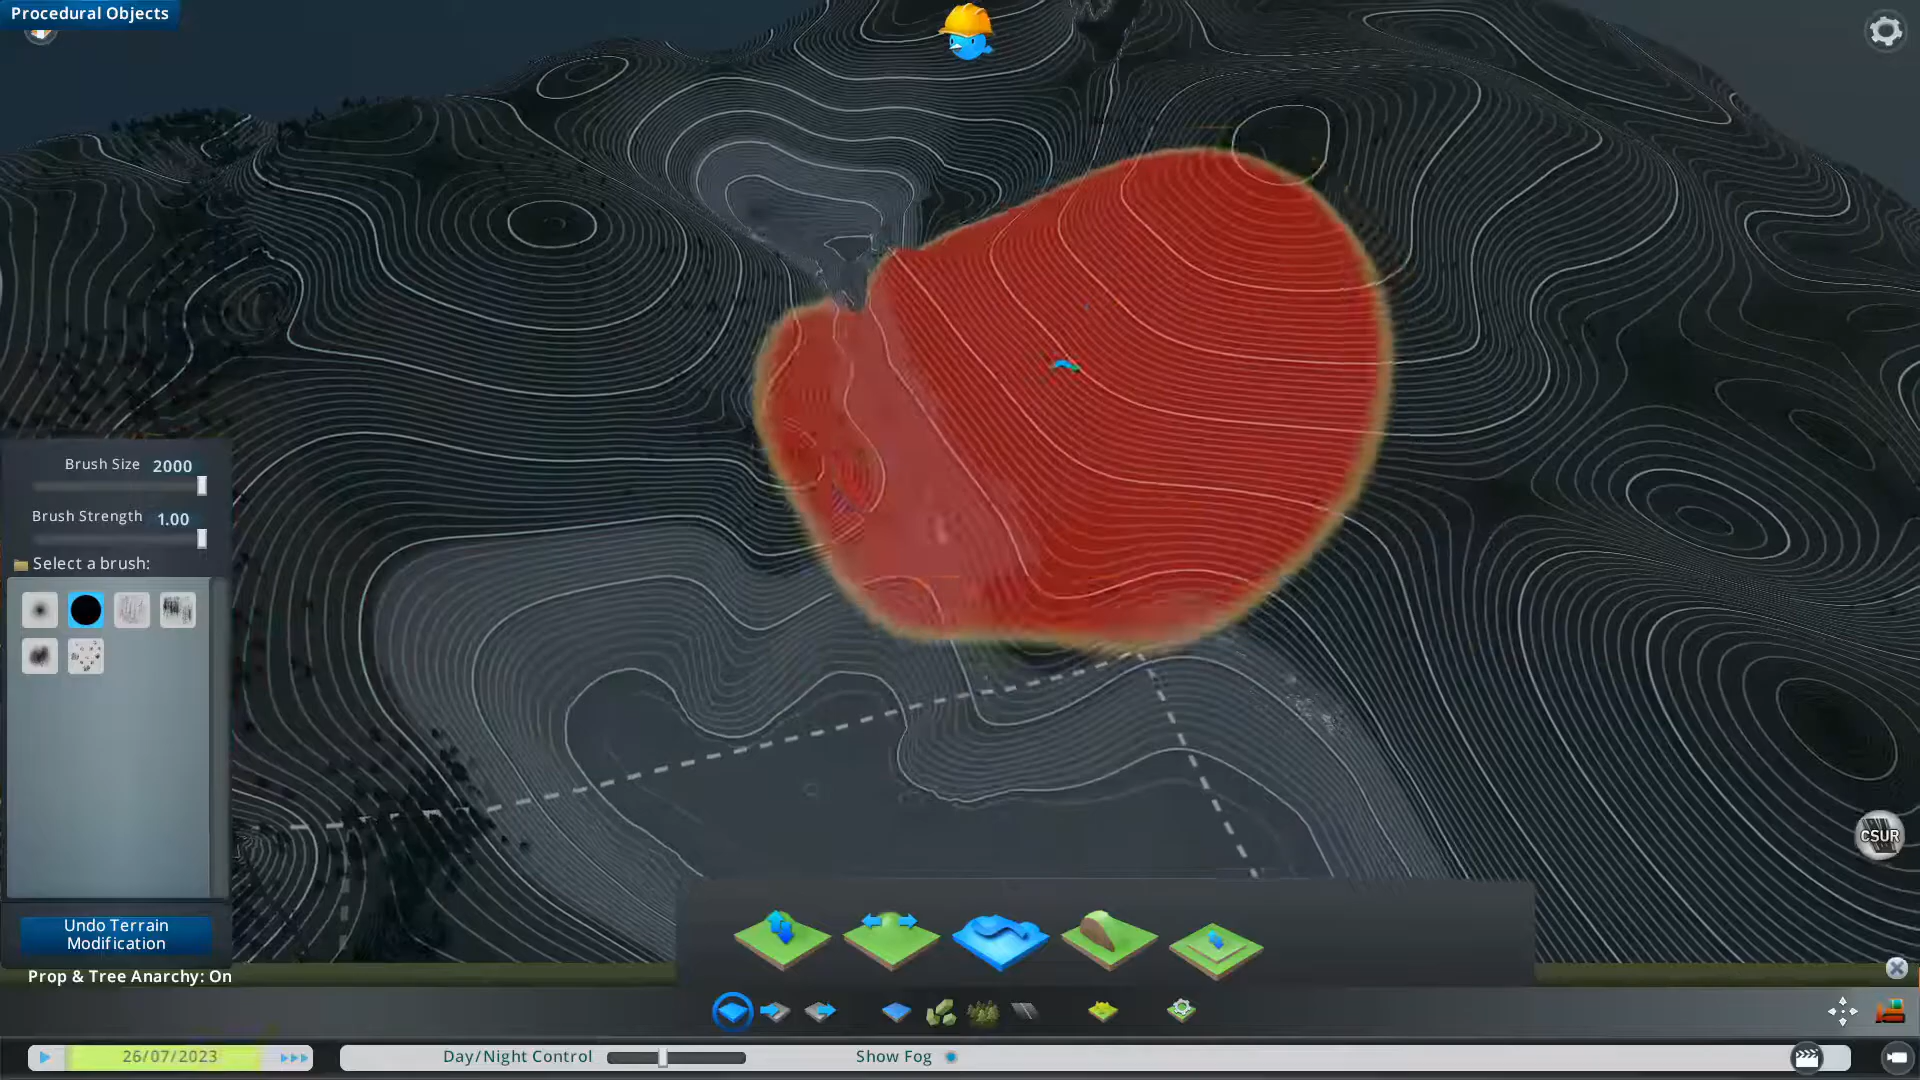 Procedural Objects
Brush Size 2000
Brush Strength 1.00
Select a brush:
Undo Terrain
Modification
Prop & Tree Anarchy: On
CSUR
26/07/2023
Day/Night Control
Show Fog